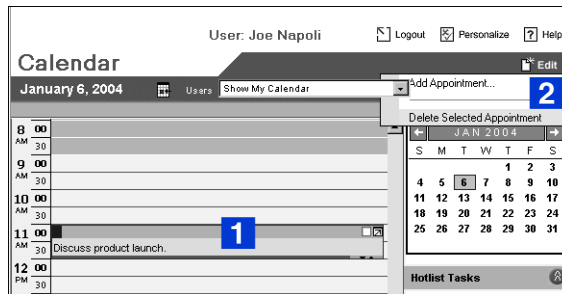 User: Joe Napoli
Logout
Personalize
? Help
Calendar
Edit
January 6, 2004
Users
Show My Calendar
Add Appointment...
2
Delete Selected Appointment
JAN 2004
S M T W T F S
1 2 3
4 5 6 7 8 9 10
11 12 13 14 15 16 17
18 19 20 21 22 23 24
25 26 27 28 29 30 31
8 00
AM 30
9 00
AM 30
10 00
AM 30
11 00
AM 30
1
Discuss product launch.
12 00
PM 30
Hotlist Tasks